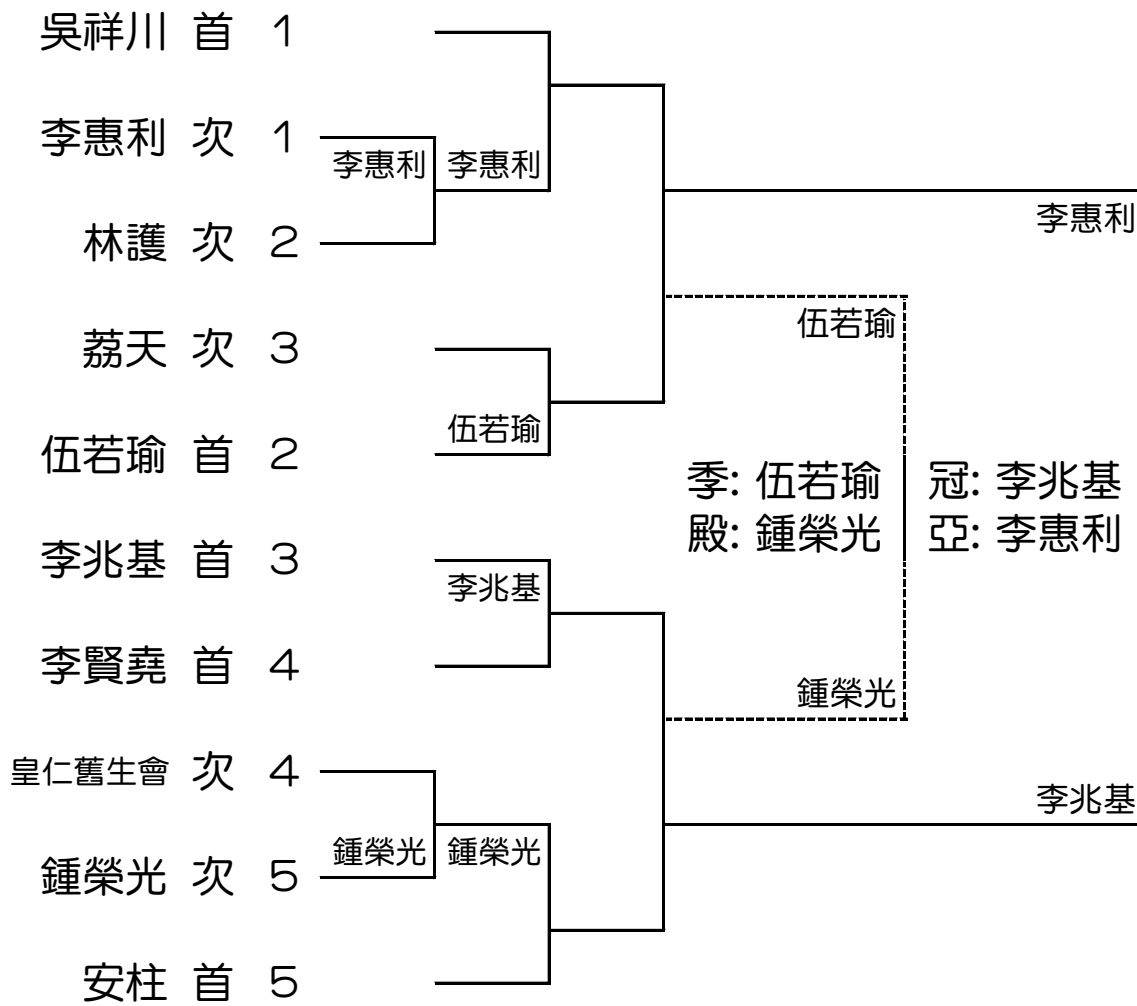 吳祥川 首 1
李惠利 次 1
李惠利 李惠利
林護 次 2
李惠利
荔天 次 3
伍若瑜
伍若瑜 首 2
伍若瑜
季: 伍若瑜 冠: 李兆基
殿: 鍾榮光 亞: 李惠利
李兆基 首 3
李兆基
李賢堯 首 4
鍾榮光
皇仁舊生會 次 4
李兆基
鍾榮光 鍾榮光
鍾榮光 次 5
安柱 首 5